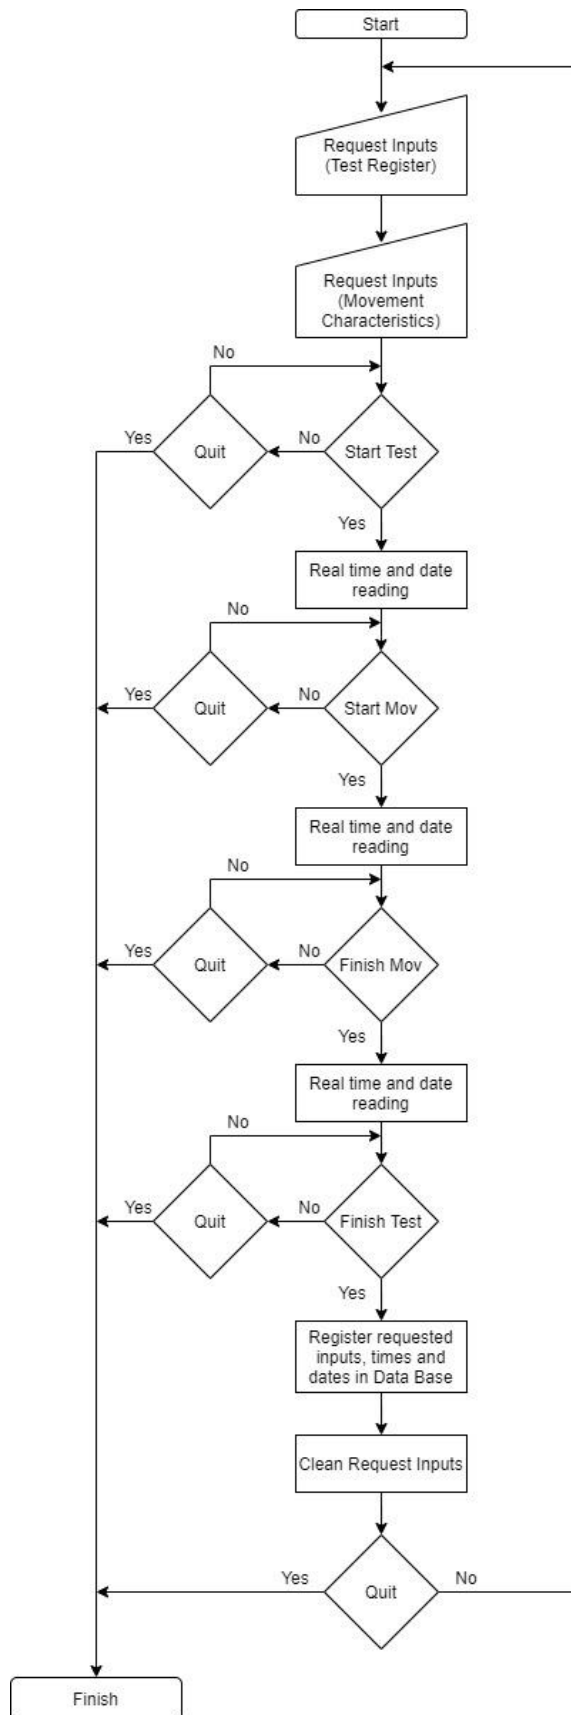 Start
Request Inputs
(Test Register)
Request Inputs
(Movement
Characteristics)
No
Yes
Quit
No
Start Test
Yes
Real time and date
reading
No
Yes
Quit
No
Start Mov
Yes
Real time and date
reading
No
Yes
Quit
No
Finish Mov
Yes
Real time and date
reading
No
Yes
Quit
No
Finish Test
Yes
Register requested
inputs, times and
dates in Data Base
Clean Request Inputs
Yes
Quit
No
Finish